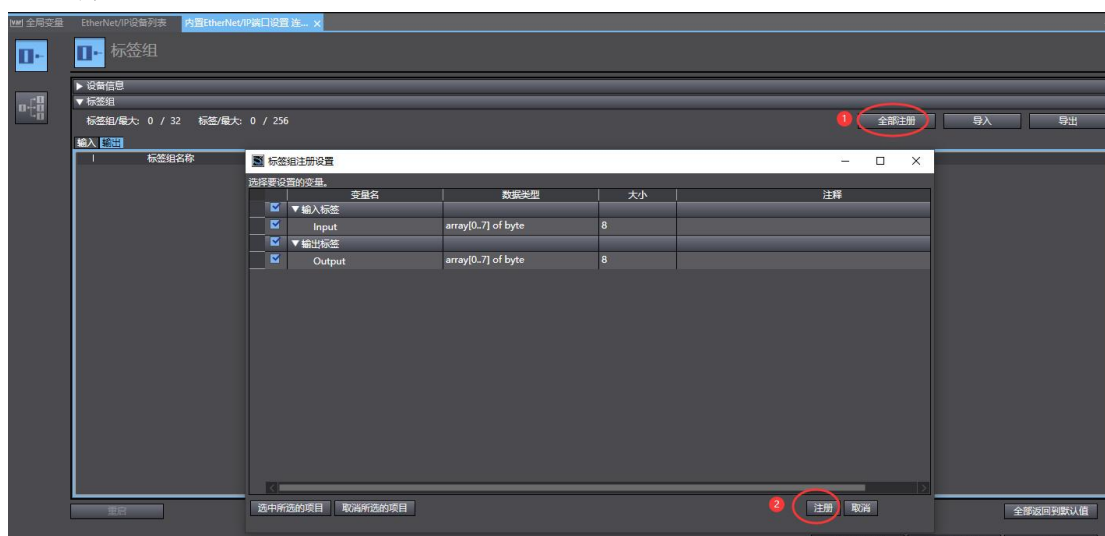 全局变量 EtherNet/IP设备列表 内置EtherNet/IP端口设置 连... ×
标签组
▶ 设备信息
▼ 标签组
标签组/最大: 0 / 32 标签/最大: 0 / 256 1 全部注册 导入 导出
输入 输出
标签组名称
标签组注册设置
选择要设置的变量。
变量名 数据类型 大小 注释
▼ 输入标签
Input array[0..7] of byte 8
▼ 输出标签
Output array[0..7] of byte 8
选中所选的项目 取消所选的项目 2 注册 取消
重启 全部返回到默认值